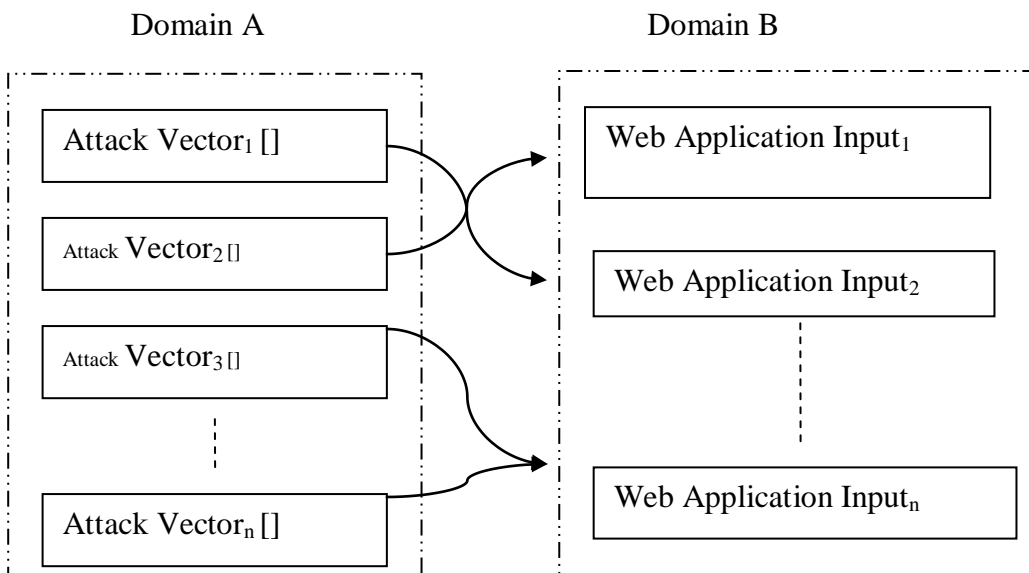 Domain A
Domain B
Attack Vector₁ []
Attack Vector₂ []
Attack Vector₃ []
Attack Vectorₙ []
Web Application Input₁
Web Application Input₂
Web Application Inputₙ